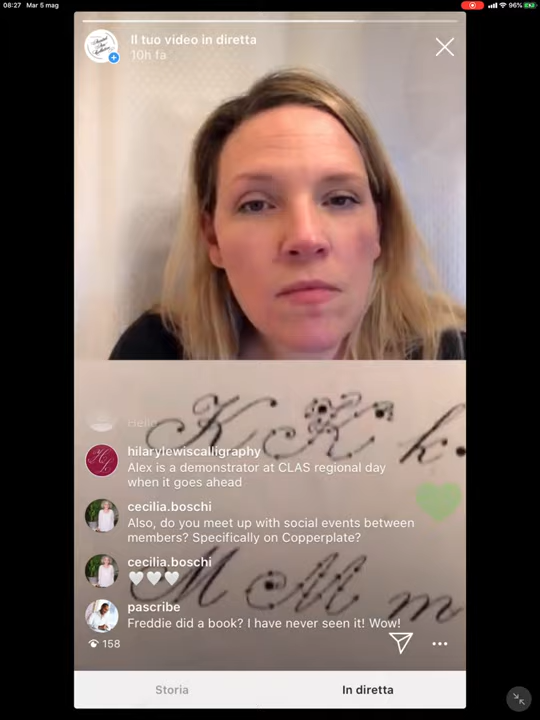 08:27 Mar 5 mag
96%
Il tuo video in diretta
10h fa
K K k
Hello
hilarylewiscalligraphy
Alex is a demonstrator at CLAS regional day
when it goes ahead
cecilia.boschi
Also, do you meet up with social events between
members? Specifically on Copperplate?
cecilia.boschi
M M m
pascribe
Freddie did a book? I have never seen it! Wow!
158
Storia
In diretta